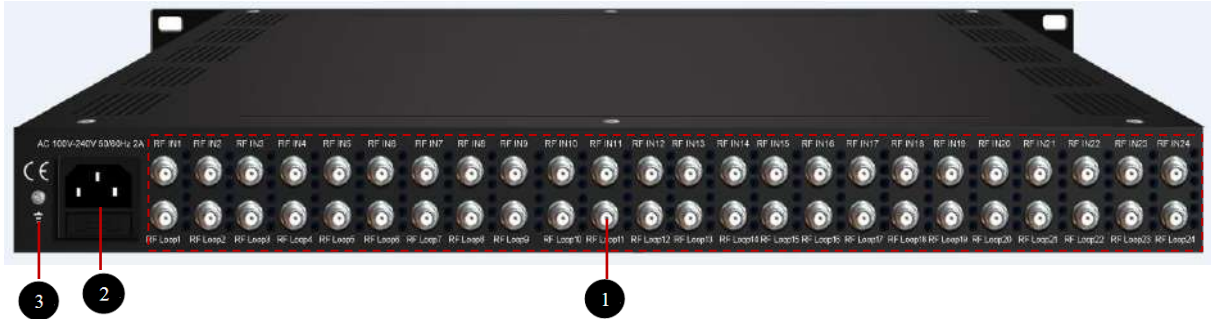 AC 100V-240V 50/60Hz 2A RF IN1 RF IN2 RF IN3 RF IN4 RF IN5 RF IN6 RF IN7 RF IN8 RF IN9 RF IN10 RF IN11 RF IN12 RF IN13 RF IN14 RF IN15 RF IN16 RF IN17 RF IN18 RF IN19 RF IN20 RF IN21 RF IN22 RF IN23 RF IN24
CE
RF Loop1 RF Loop2 RF Loop3 RF Loop4 RF Loop5 RF Loop6 RF Loop7 RF Loop8 RF Loop9 RF Loop10 RF Loop11 RF Loop12 RF Loop13 RF Loop14 RF Loop15 RF Loop16 RF Loop17 RF Loop18 RF Loop19 RF Loop20 RF Loop21 RF Loop22 RF Loop23 RF Loop24
3 2 1